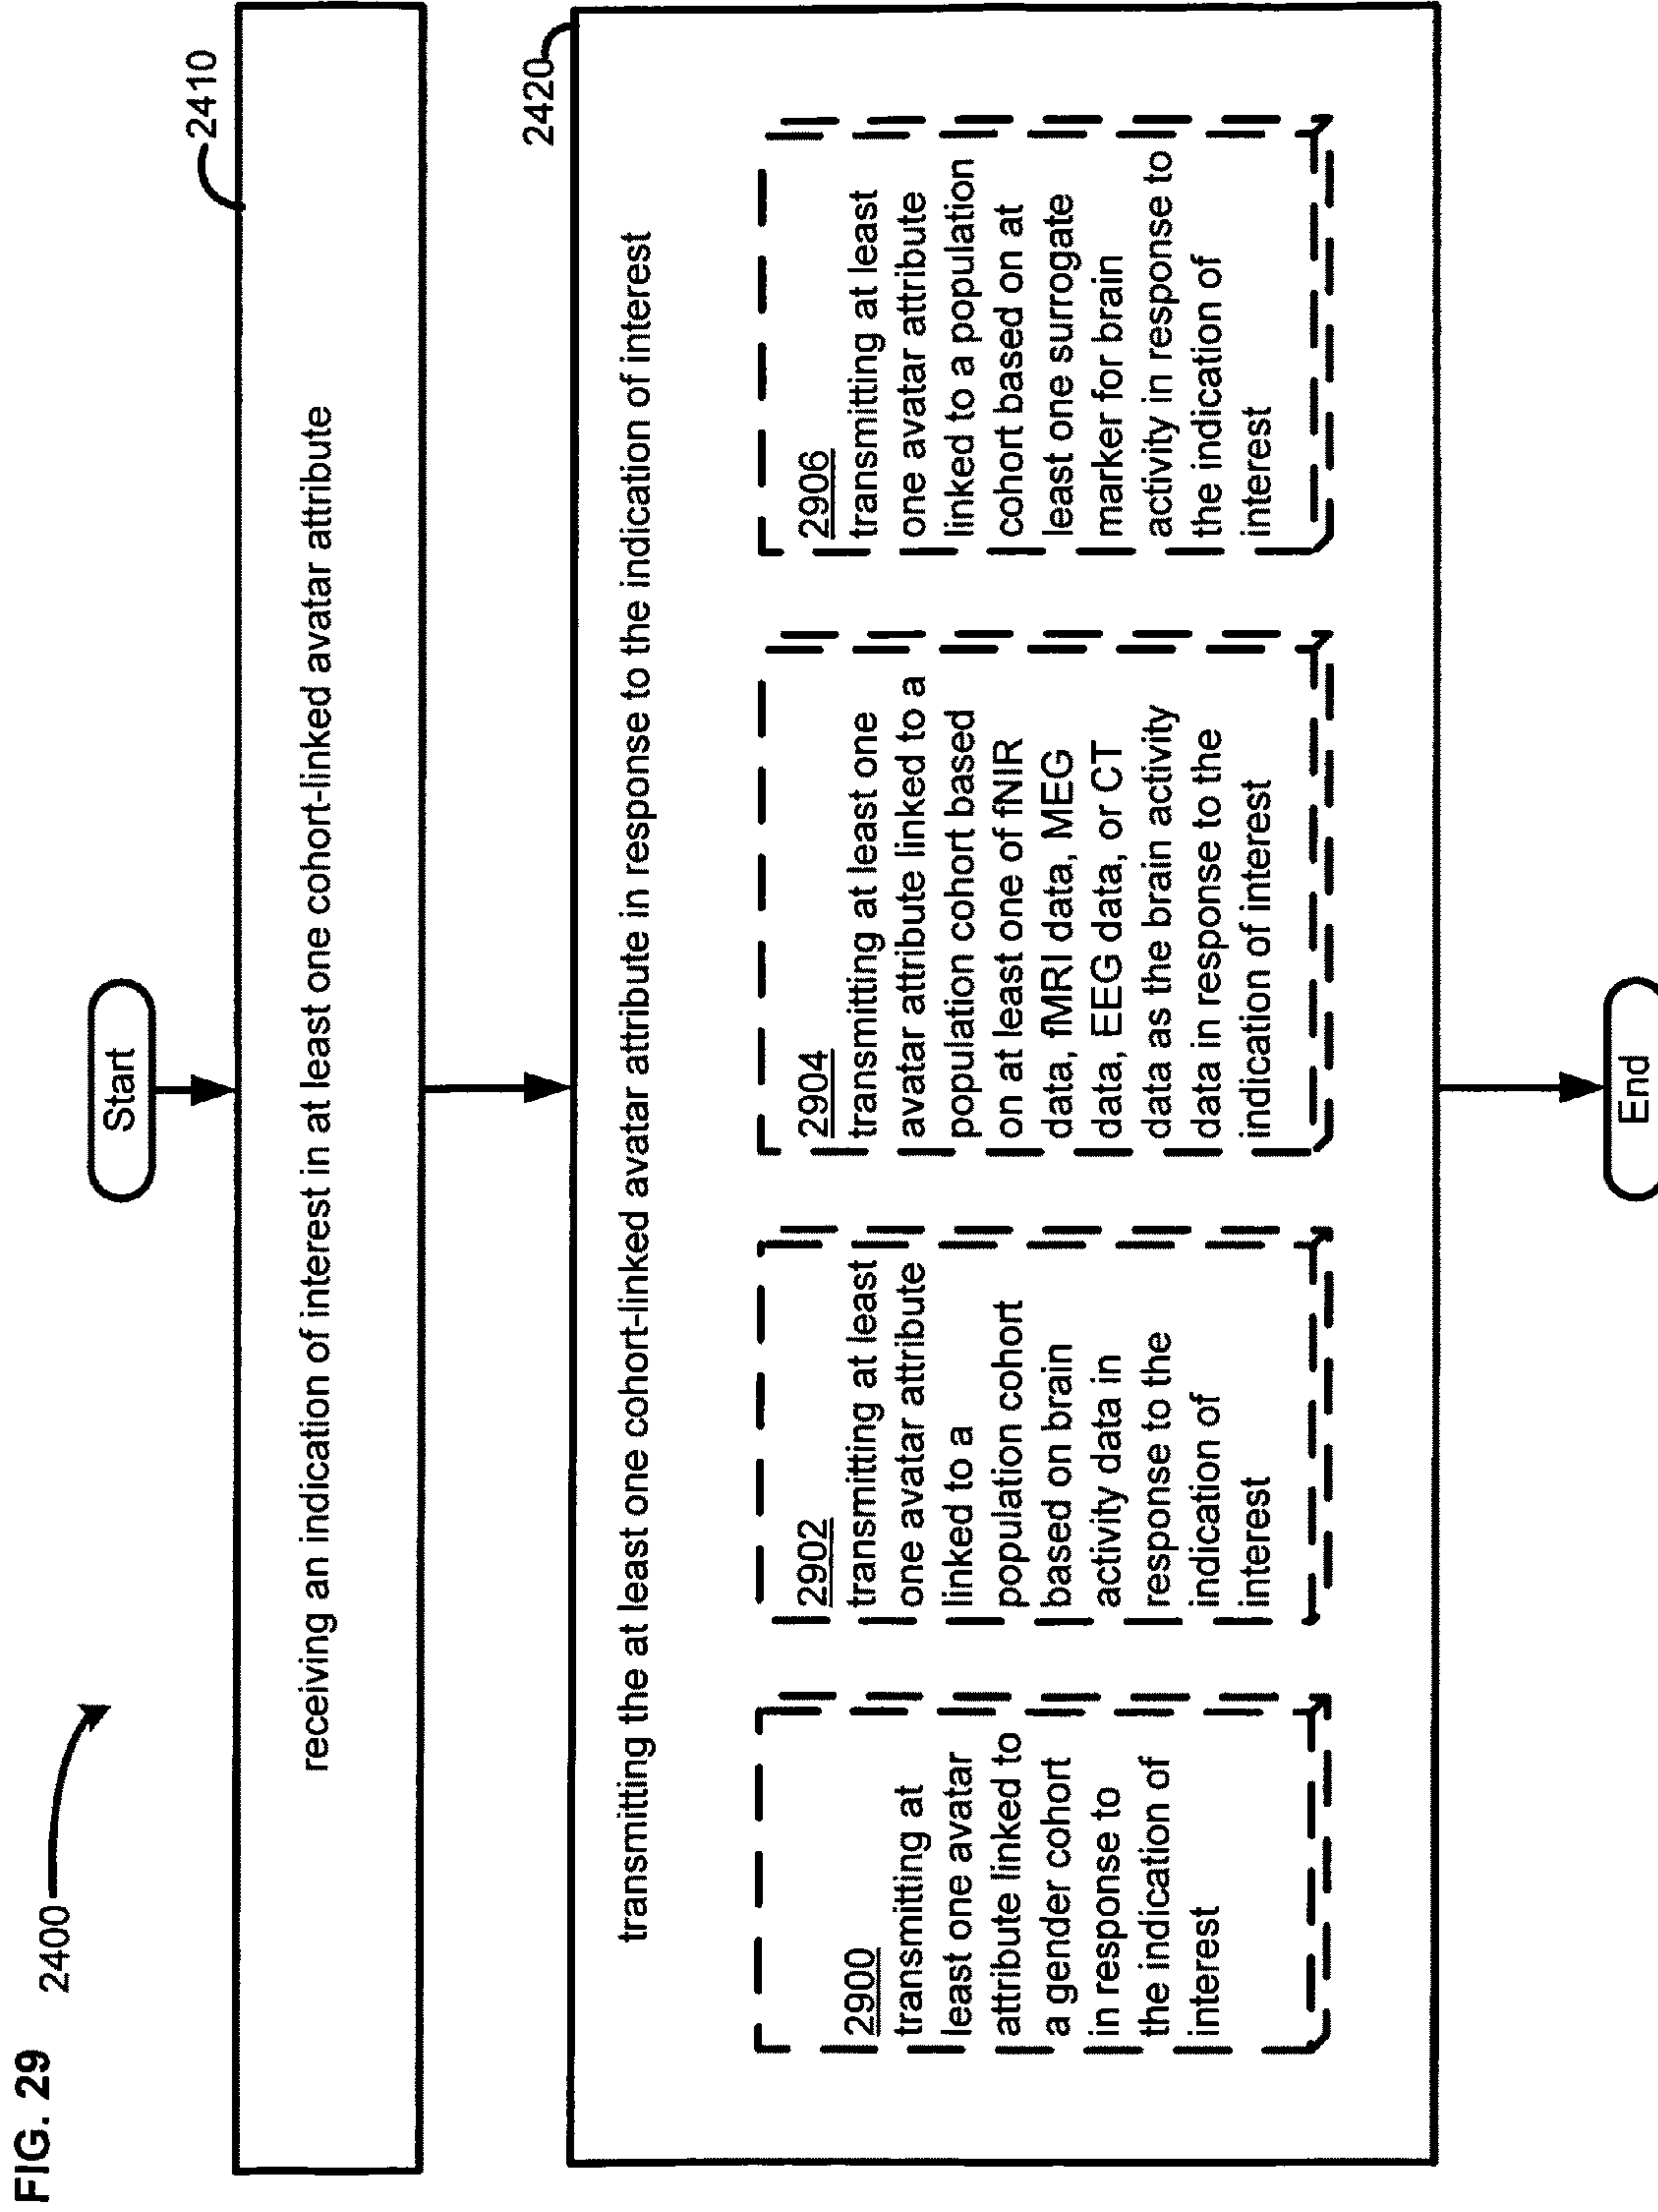 FIG. 29
2400
Start
2410
receiving an indication of interest in at least one cohort-linked avatar attribute
2420
transmitting the at least one cohort-linked avatar attribute in response to the indication of interest
2900
transmitting at
least one avatar
attribute linked to
a gender cohort
in response to
the indication of
interest
2902
transmitting at least
one avatar attribute
linked to a
population cohort
based on brain
activity data in
response to the
indication of
interest
2904
transmitting at least one
avatar attribute linked to a
population cohort based
on at least one of fNIR
data, fMRI data, MEG
data, EEG data, or CT
data as the brain activity
data in response to the
indication of interest
2906
transmitting at least
one avatar attribute
linked to a population
cohort based on at
least one surrogate
marker for brain
activity in response to
the indication of
interest
End